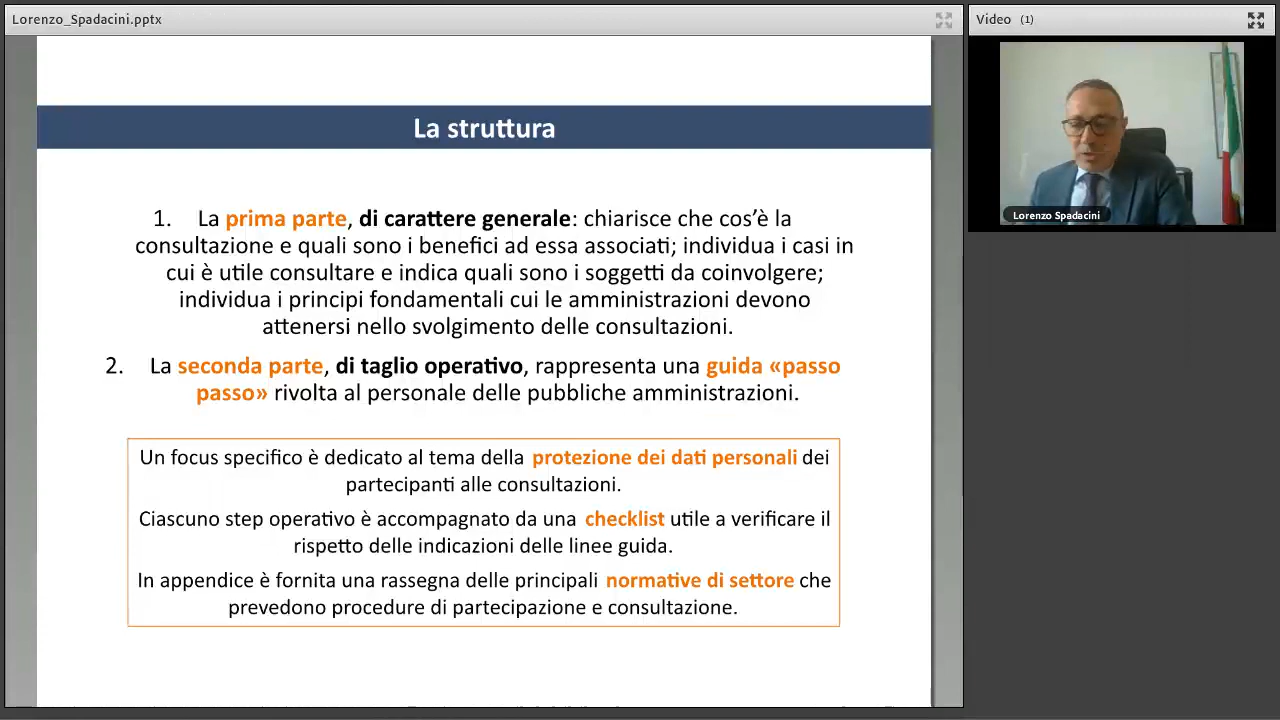 Lorenzo_Spadacini.pptx
Video (1)
La struttura
Lorenzo Spadacini
1. La prima parte, di carattere generale: chiarisce che cos’è la
consultazione e quali sono i benefici ad essa associati; individua i casi in
cui è utile consultare e indica quali sono i soggetti da coinvolgere;
individua i principi fondamentali cui le amministrazioni devono
attenersi nello svolgimento delle consultazioni.
2. La seconda parte, di taglio operativo, rappresenta una guida «passo
passo» rivolta al personale delle pubbliche amministrazioni.
Un focus specifico è dedicato al tema della protezione dei dati personali dei
partecipanti alle consultazioni.
Ciascuno step operativo è accompagnato da una checklist utile a verificare il
rispetto delle indicazioni delle linee guida.
In appendice è fornita una rassegna delle principali normative di settore che
prevedono procedure di partecipazione e consultazione.